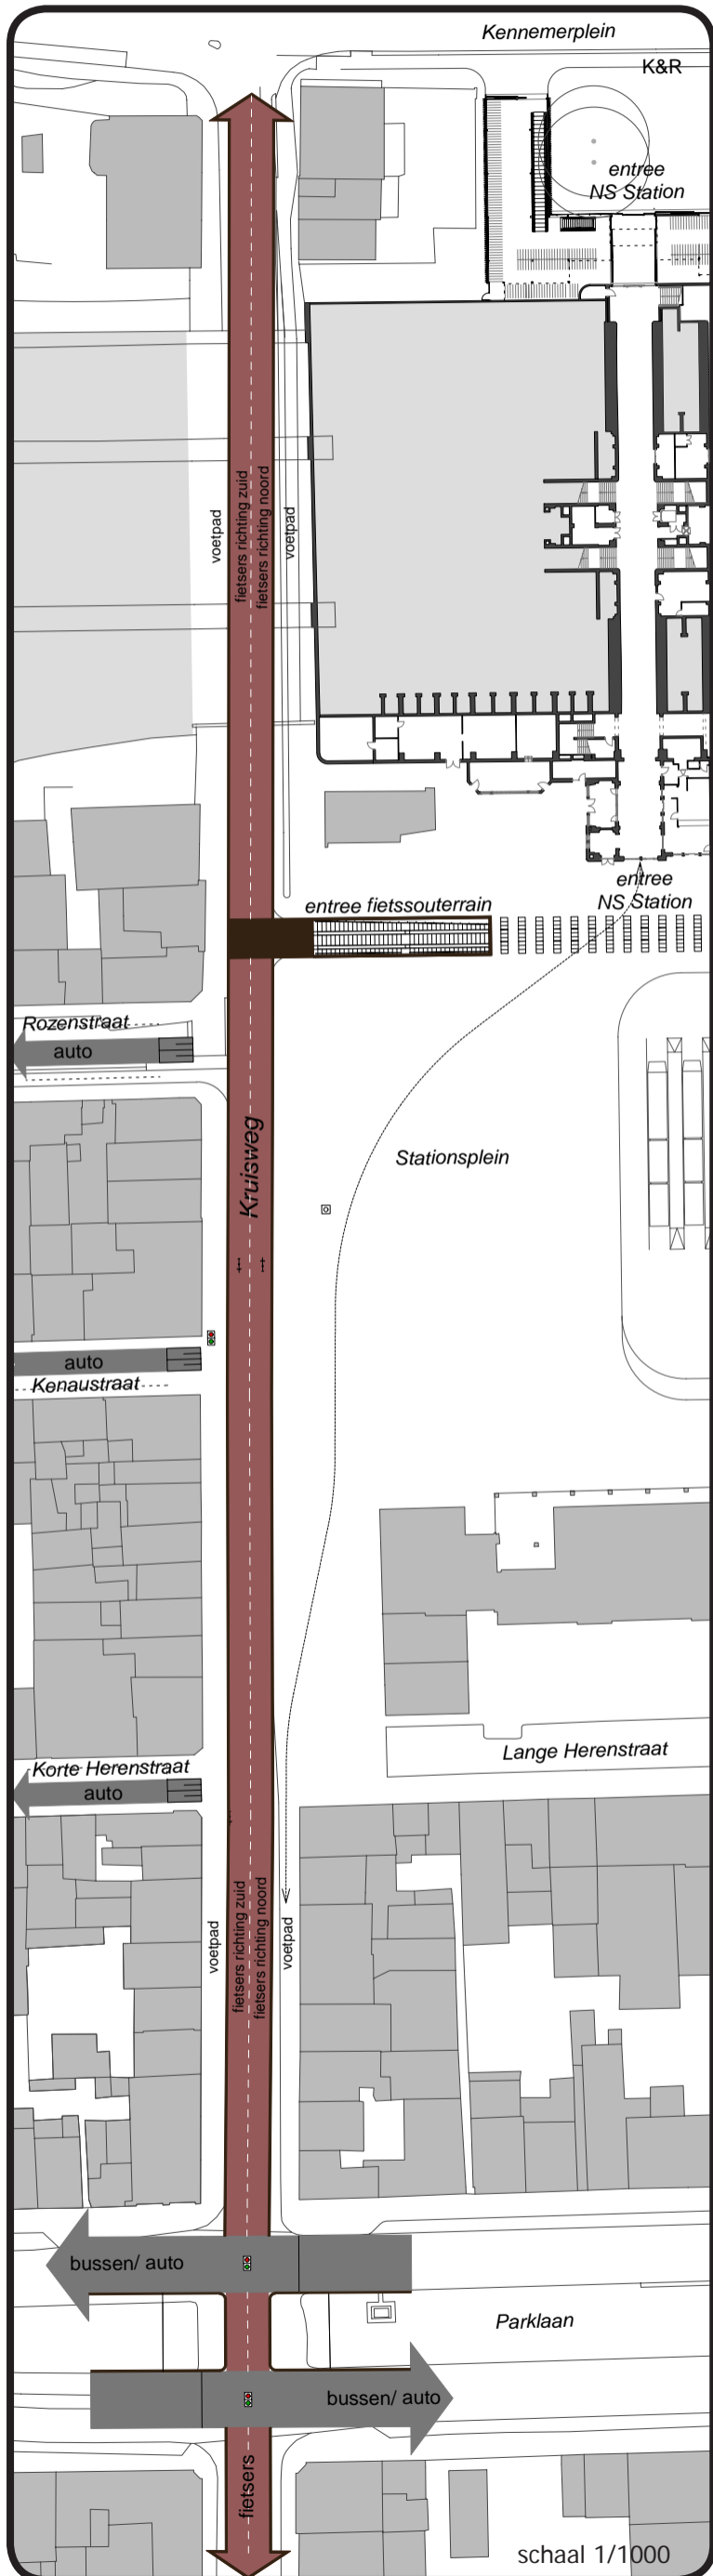 Kennemerplein
K&R
entree
NS Station
voetpad
fietsers richting zuid
fietsers richting noord
voetpad
entree fietssouterrain
entree
NS Station
Rozenstraat
auto
Kruisweg
Stationsplein
auto
Kenaustraat
Lange Herenstraat
Korte Herenstraat
auto
voetpad
fietsers richting zuid
fietsers richting noord
voetpad
bussen/ auto
Parklaan
bussen/ auto
fietsers
schaal 1/1000